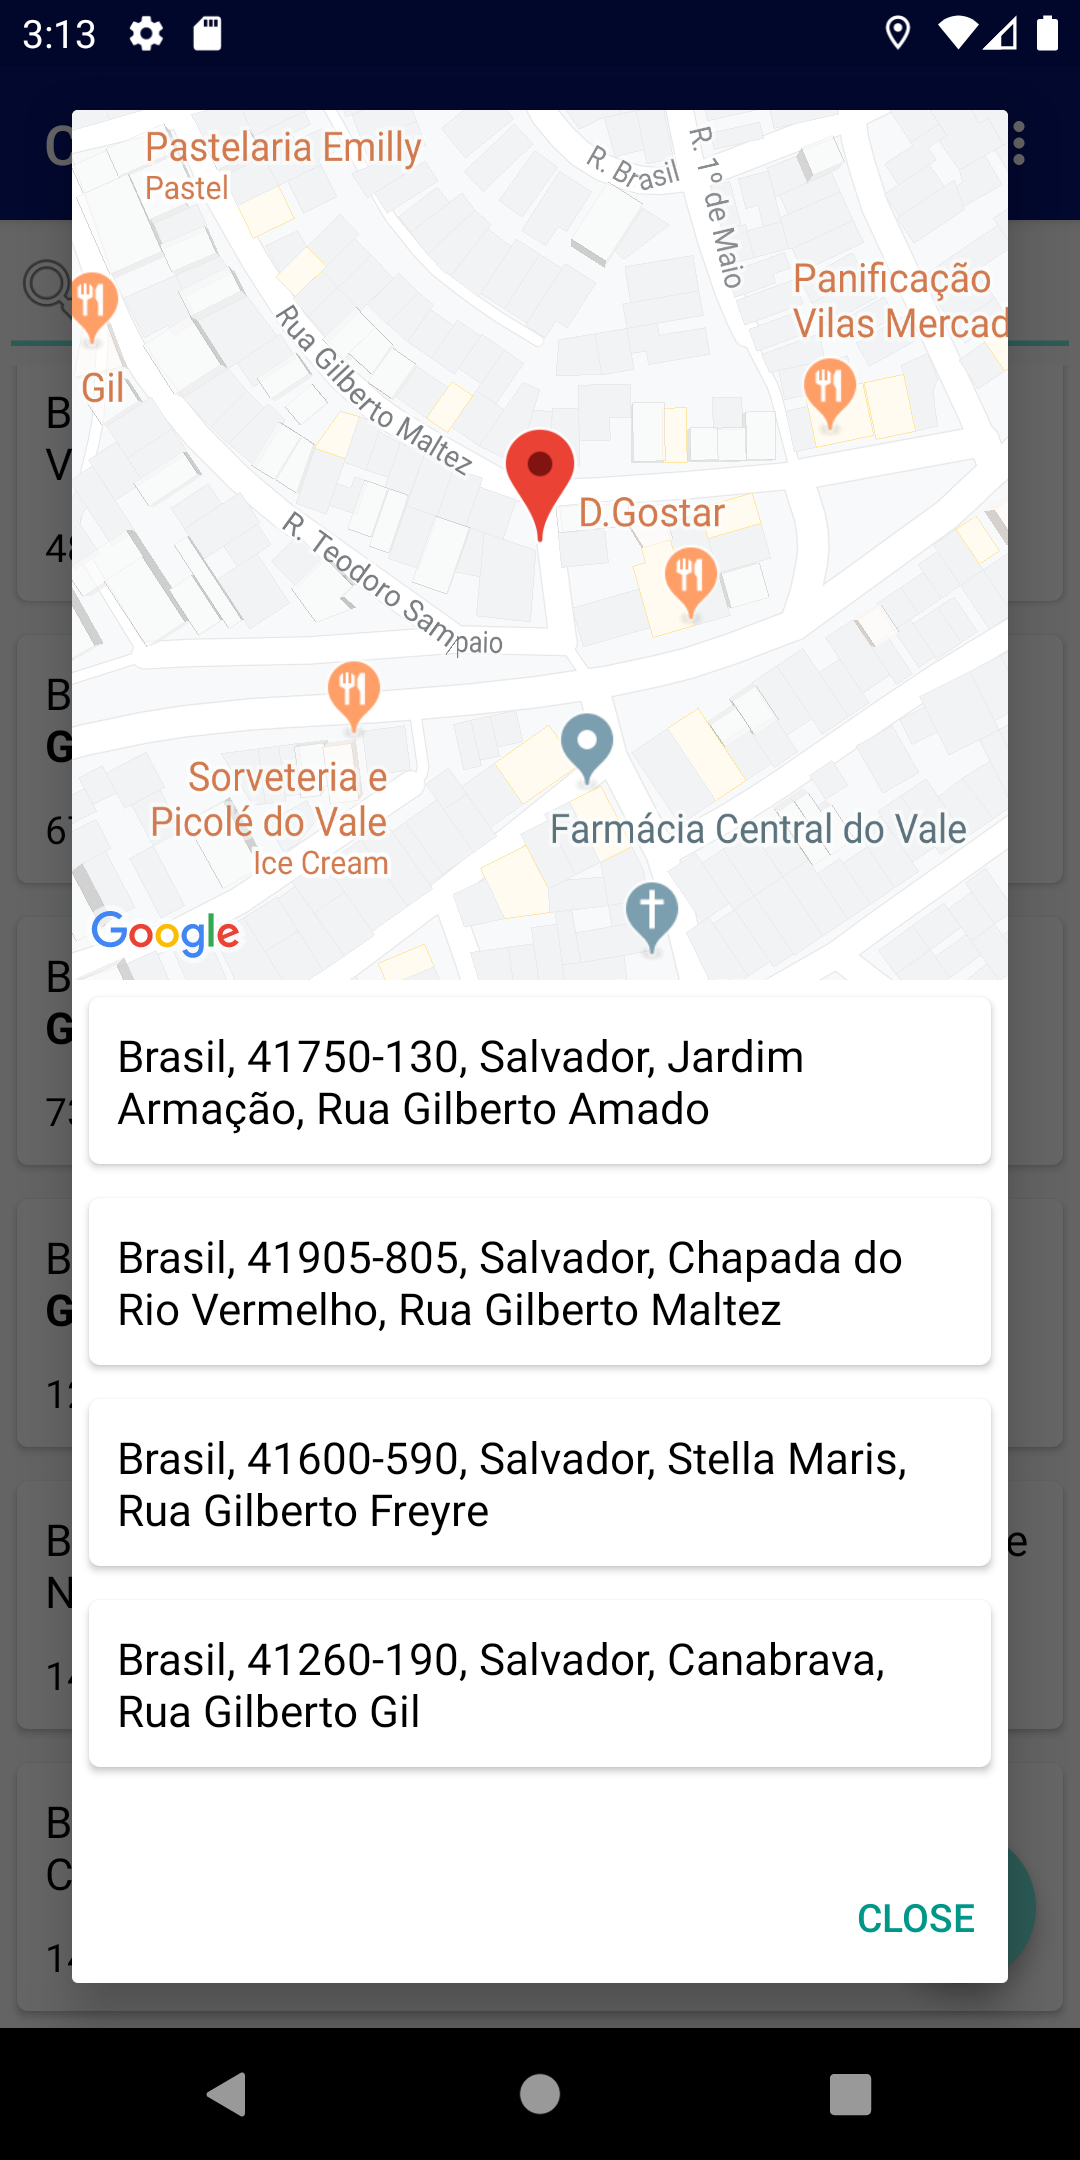 3:13
Pastelaria Emilly
Pastel
R. Brasil
R. 1º de Maio
Panificação
Vilas Mercad
Gil
Rua Gilberto Maltez
D.Gostar
R. Teodoro Sampaio
Sorveteria e
Picolé do Vale
Ice Cream
Farmácia Central do Vale
Google
Brasil, 41750-130, Salvador, Jardim
Armação, Rua Gilberto Amado
Brasil, 41905-805, Salvador, Chapada do
Rio Vermelho, Rua Gilberto Maltez
Brasil, 41600-590, Salvador, Stella Maris,
Rua Gilberto Freyre
Brasil, 41260-190, Salvador, Canabrava,
Rua Gilberto Gil
CLOSE